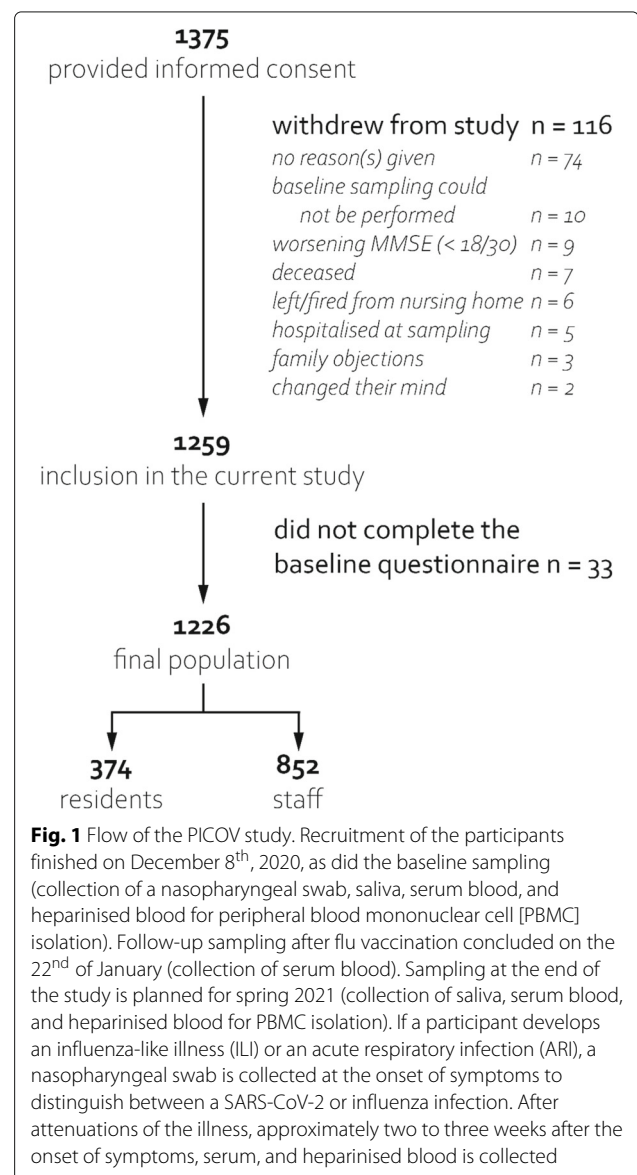 1375
provided informed consent
withdrew from study n = 116
no reason(s) given n = 74
baseline sampling could
not be performed n = 10
worsening MMSE (< 18/30) n = 9
deceased n = 7
left/fired from nursing home n = 6
hospitalised at sampling n = 5
family objections n = 3
changed their mind n = 2
1259
inclusion in the current study
did not complete the
baseline questionnaire n = 33
1226
final population
374 852
residents staff
Fig. 1 Flow of the PICOV study. Recruitment of the participants
finished on December 8th, 2020, as did the baseline sampling
(collection of a nasopharyngeal swab, saliva, serum blood, and
heparinised blood for peripheral blood mononuclear cell [PBMC]
isolation). Follow-up sampling after flu vaccination concluded on the
22nd of January (collection of serum blood). Sampling at the end of
the study is planned for spring 2021 (collection of saliva, serum blood,
and heparinised blood for PBMC isolation). If a participant develops
an influenza-like illness (ILI) or an acute respiratory infection (ARI), a
nasopharyngeal swab is collected at the onset of symptoms to
distinguish between a SARS-CoV-2 or influenza infection. After
attenuations of the illness, approximately two to three weeks after the
onset of symptoms, serum, and heparinised blood is collected